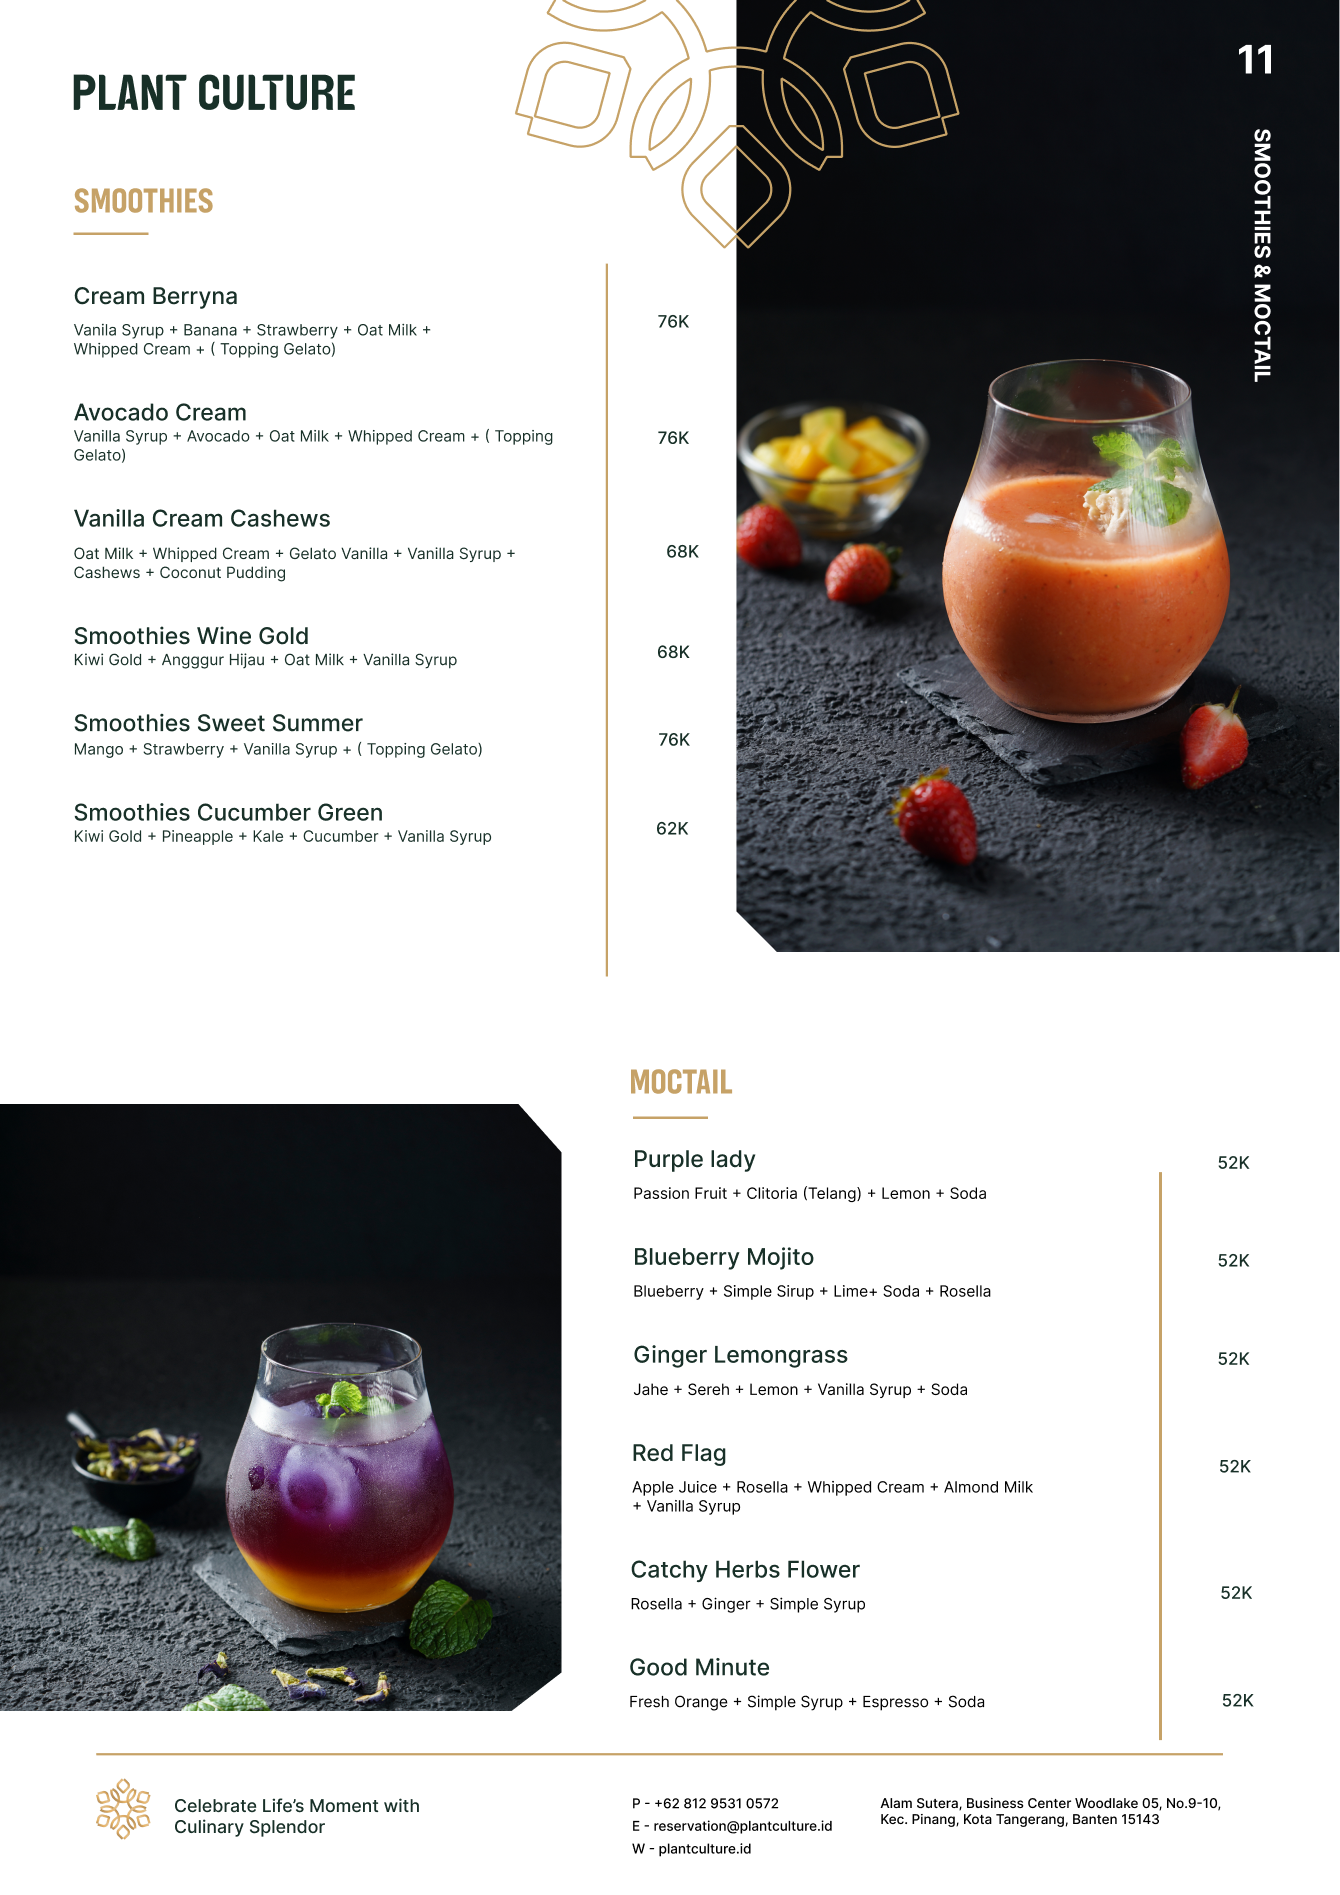 PLANT CULTURE
11
SMOOTHIES & MOCTAIL
SMOOTHIES
Cream Berryna
76K
Vanila Syrup + Banana + Strawberry + Oat Milk +
Whipped Cream + ( Topping Gelato)
Avocado Cream
76K
Vanilla Syrup + Avocado + Oat Milk + Whipped Cream + ( Topping
Gelato)
Vanilla Cream Cashews
68K
Oat Milk + Whipped Cream + Gelato Vanilla + Vanilla Syrup +
Cashews + Coconut Pudding
Smoothies Wine Gold
68K
Kiwi Gold + Angggur Hijau + Oat Milk + Vanilla Syrup
Smoothies Sweet Summer
76K
Mango + Strawberry + Vanilla Syrup + ( Topping Gelato)
Smoothies Cucumber Green
62K
Kiwi Gold + Pineapple + Kale + Cucumber + Vanilla Syrup
MOCTAIL
Purple lady
52K
Passion Fruit + Clitoria (Telang) + Lemon + Soda
Blueberry Mojito
52K
Blueberry + Simple Sirup + Lime+ Soda + Rosella
Ginger Lemongrass
52K
Jahe + Sereh + Lemon + Vanilla Syrup + Soda
Red Flag
52K
Apple Juice + Rosella + Whipped Cream + Almond Milk
+ Vanilla Syrup
Catchy Herbs Flower
52K
Rosella + Ginger + Simple Syrup
Good Minute
52K
Fresh Orange + Simple Syrup + Espresso + Soda
Celebrate Life's Moment with
Culinary Splendor
P - +62 812 9531 0572
E - reservation@plantculture.id
W - plantculture.id
Alam Sutera, Business Center Woodlake 05, No.9-10,
Kec. Pinang, Kota Tangerang, Banten 15143